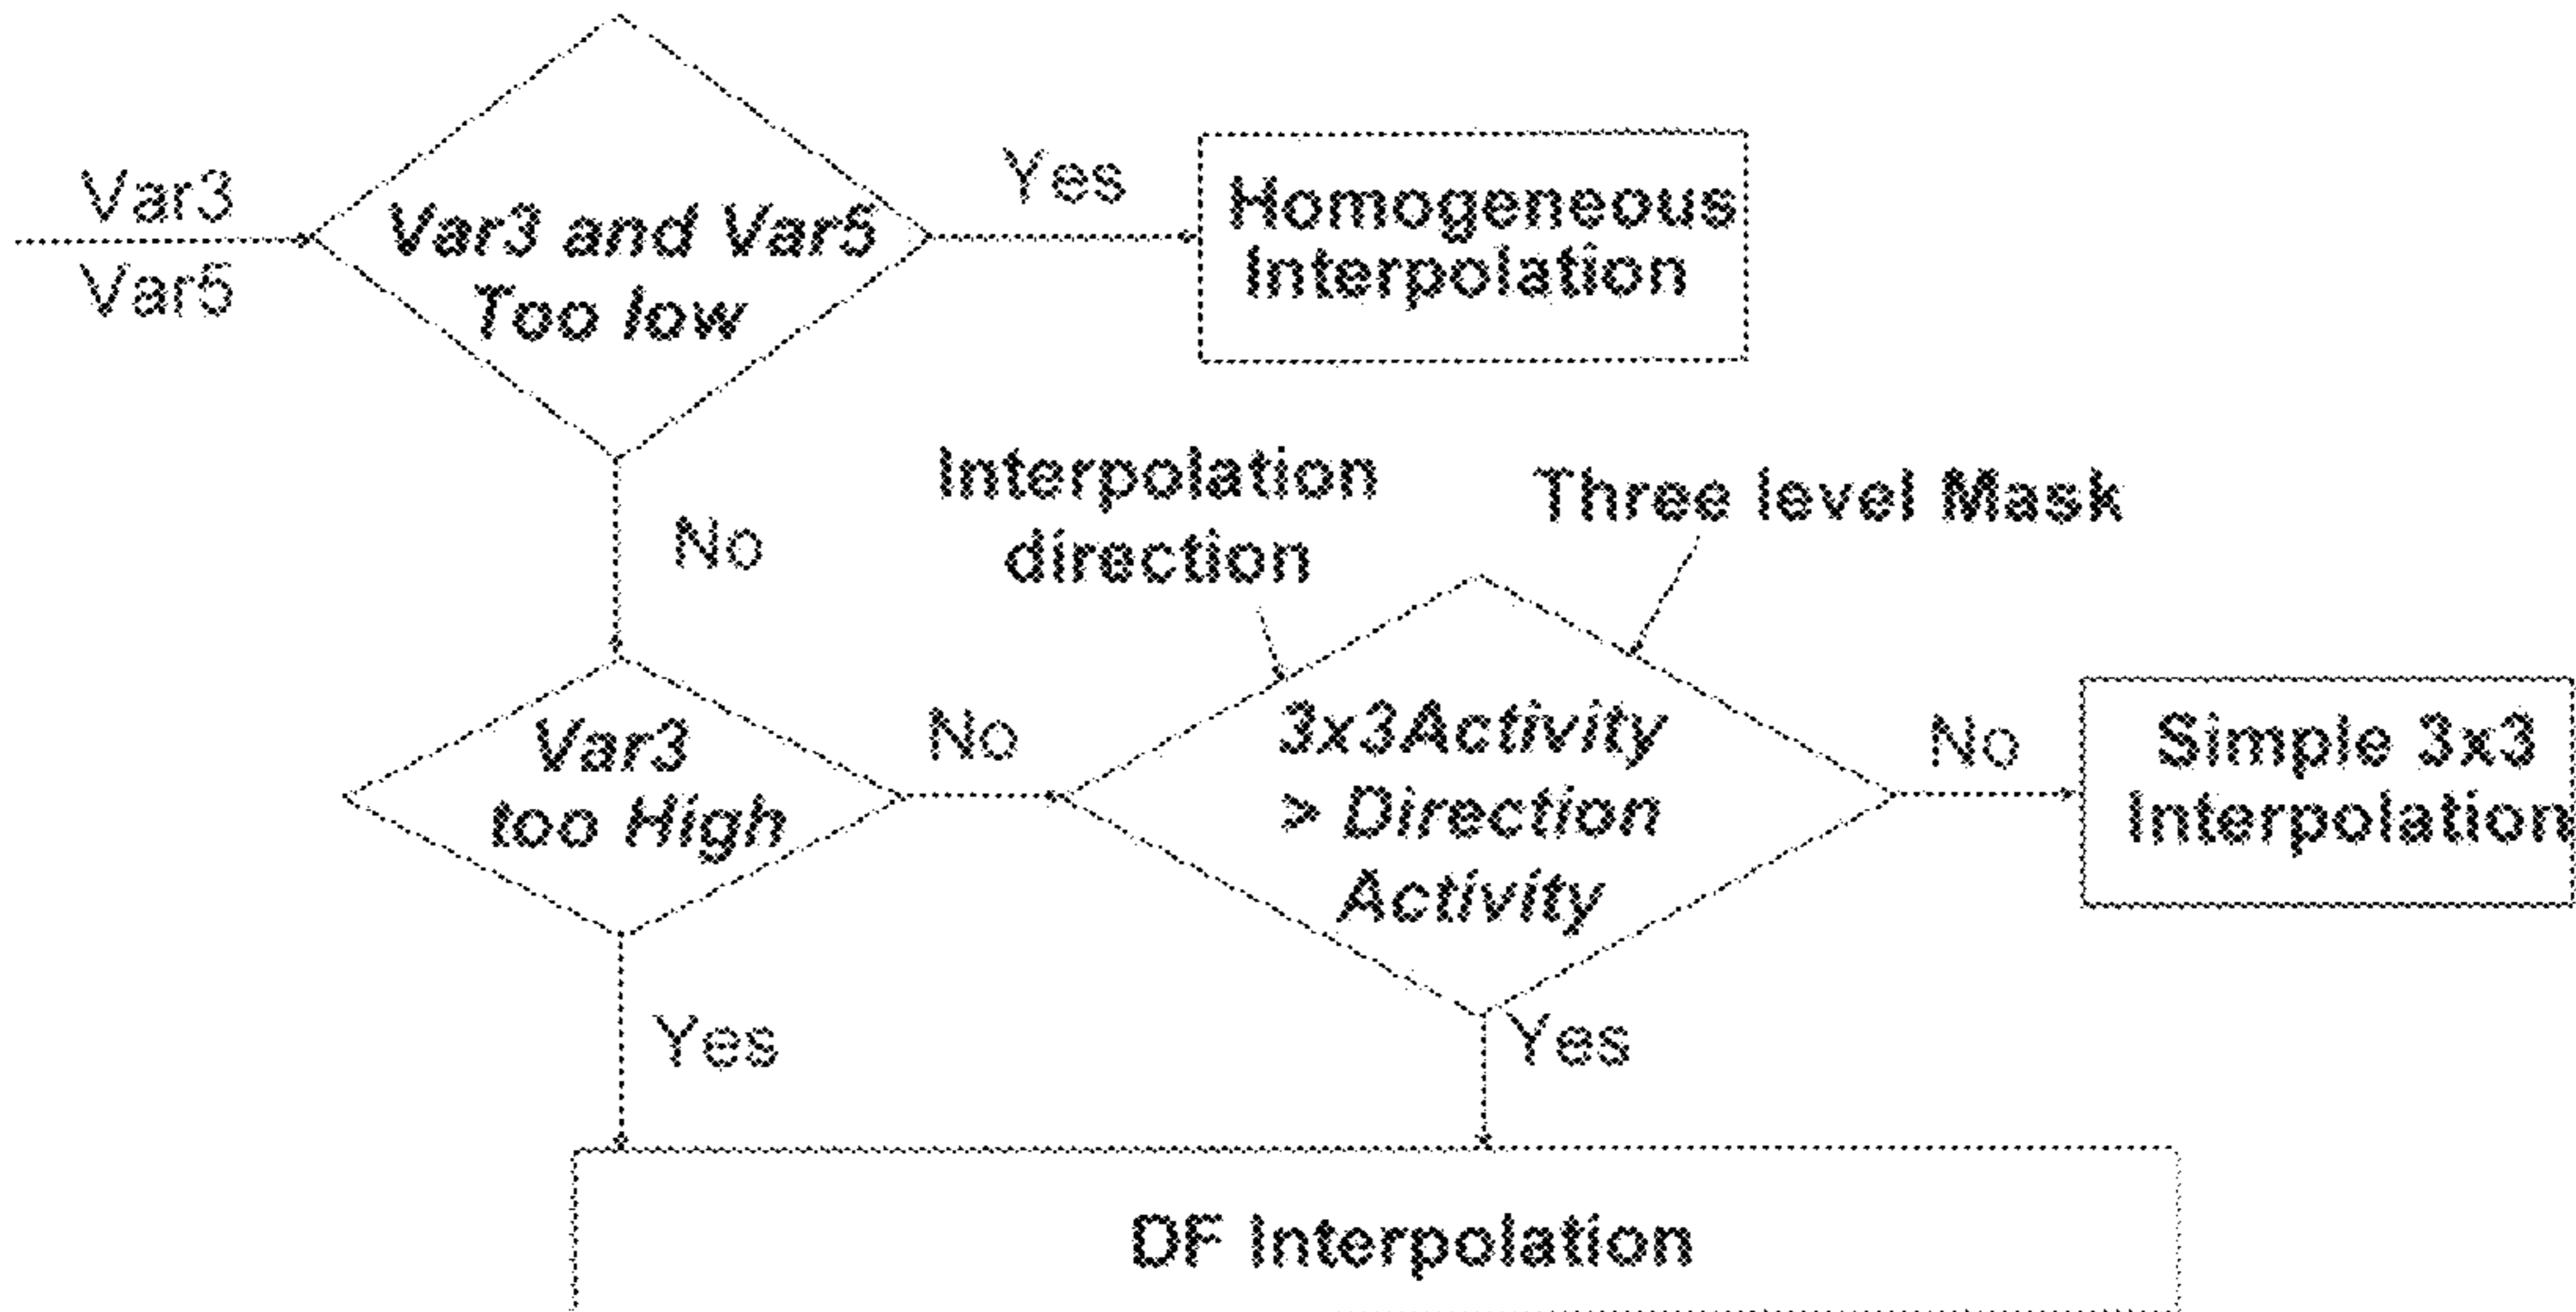 Var3
Var5
Var3 and Var5
Too low
Yes
Homogeneous
Interpolation
No
Interpolation
direction
Three level Mask
Var3
too High
No
3x3Activity
> Direction
Activity
No
Simple 3x3
Interpolation
Yes
Yes
DF Interpolation